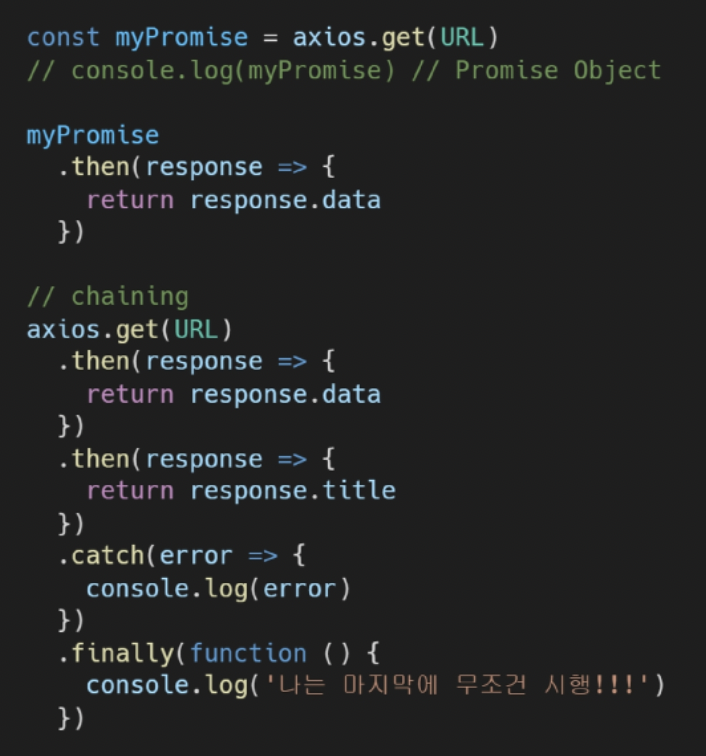 const myPromise = axios.get(URL)
// console.log(myPromise) // Promise Object
myPromise
  .then(response => {
    return response.data
  })
// chaining
axios.get(URL)
  .then(response => {
    return response.data
  })
  .then(response => {
    return response.title
  })
  .catch(error => {
    console.log(error)
  })
  .finally(function () {
    console.log('나는 마지막에 무조건 시행!!!')
  })